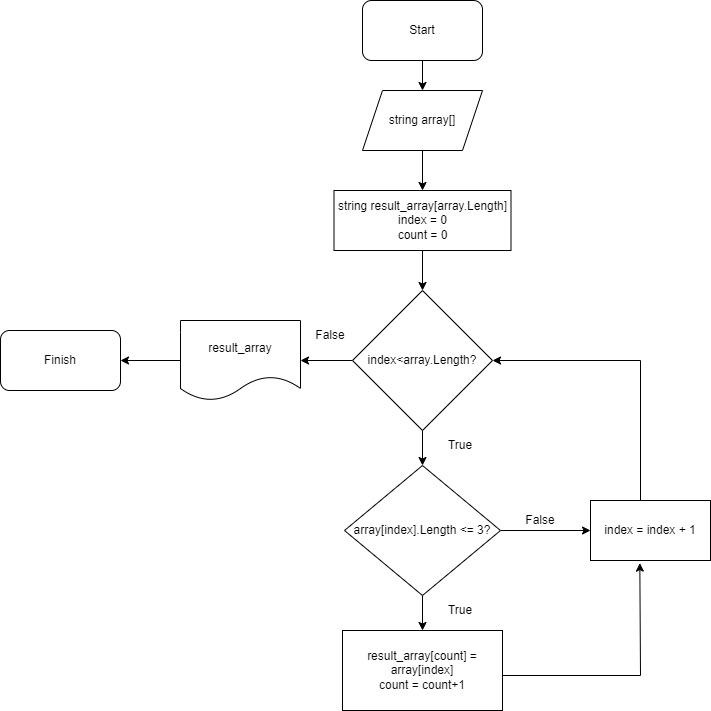 Start
string array[]
string result_array[array.Length]
index = 0
count = 0
index<array.Length?
False
result_array
Finish
True
array[index].Length <= 3?
False
index = index + 1
True
result_array[count] =
array[index]
count = count+1